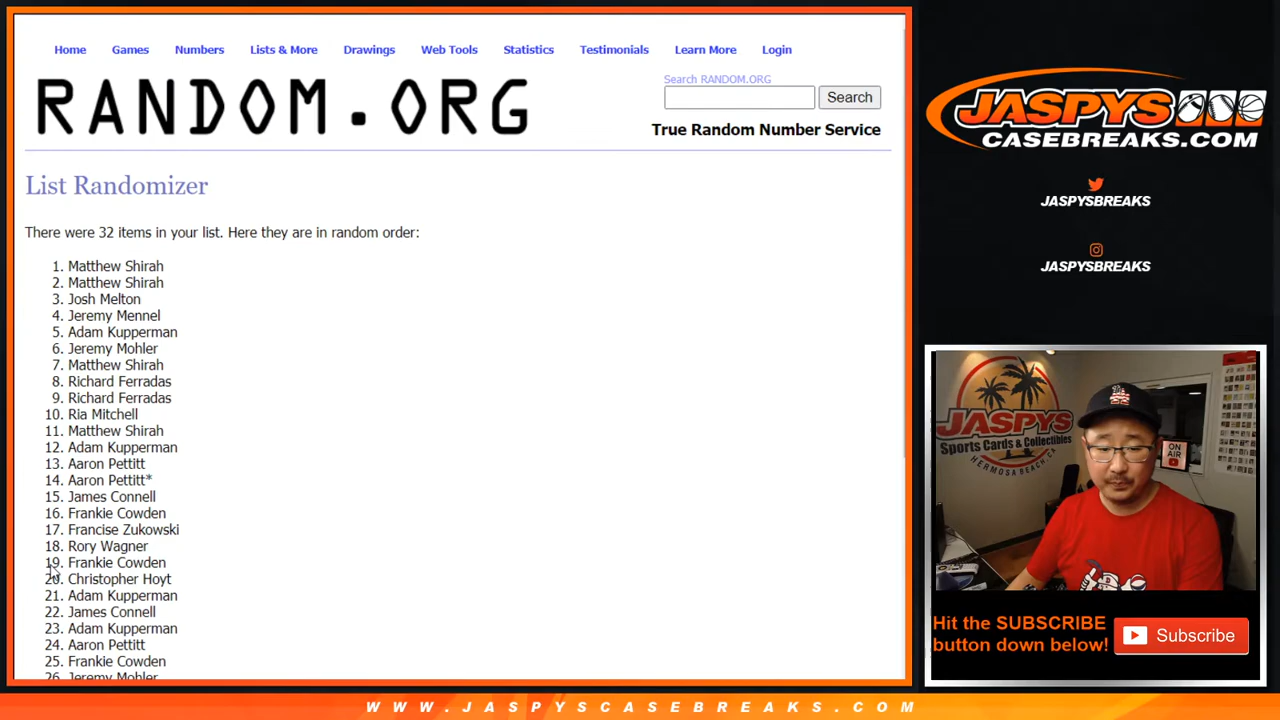 Home Games Numbers Lists & More Drawings Web Tools Statistics Testimonials Learn More Login
RANDOM.ORG
Search RANDOM.ORG
Search
True Random Number Service
List Randomizer
There were 32 items in your list. Here they are in random order:
1. Matthew Shirah
2. Matthew Shirah
3. Josh Melton
4. Jeremy Mennel
5. Adam Kupperman
6. Jeremy Mohler
7. Matthew Shirah
8. Richard Ferradas
9. Richard Ferradas
10. Ria Mitchell
11. Matthew Shirah
12. Adam Kupperman
13. Aaron Pettitt
14. Aaron Pettitt*
15. James Connell
16. Frankie Cowden
17. Francise Zukowski
18. Rory Wagner
19. Frankie Cowden
20. Christopher Hoyt
21. Adam Kupperman
22. James Connell
23. Adam Kupperman
24. Aaron Pettitt
25. Frankie Cowden
26. Jeremy Mohler
JASPYS
CASEBREAKS.COM
JASPYSBREAKS
JASPYSBREAKS
JASPYS
Sports Cards & Collectibles
HERMOSA BEACH, CA
ON AIR
Hit the SUBSCRIBE
button down below!
Subscribe
WWW.JASPYSCASEBREAKS.COM